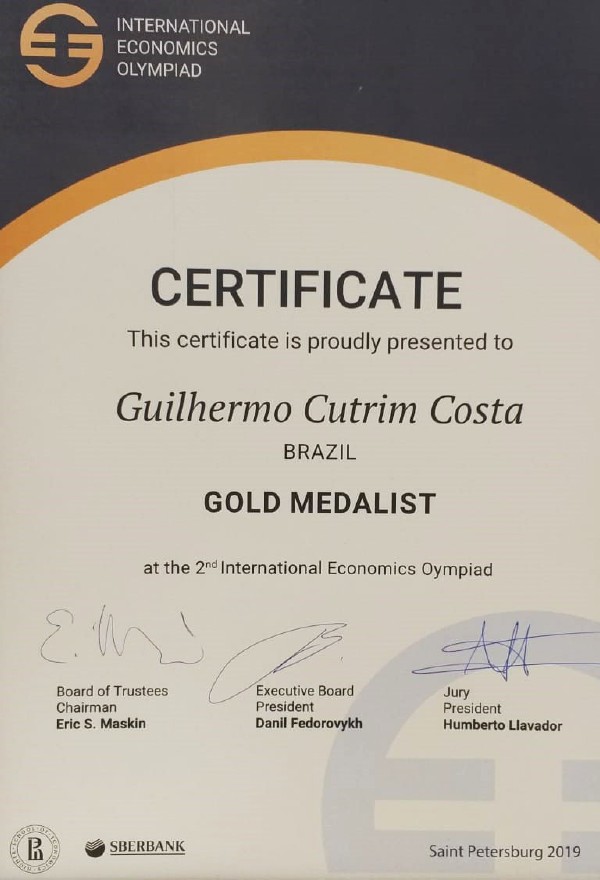 INTERNATIONAL
ECONOMICS
OLYMPIAD
CERTIFICATE
This certificate is proudly presented to
Guilhermo Cutrim Costa
BRAZIL
GOLD MEDALIST
at the 2nd International Economics Oympiad
Board of Trustees
Chairman
Eric S. Maskin
Executive Board
President
Danil Fedorovykh
Jury
President
Humberto Llavador
SBERBANK
Saint Petersburg 2019